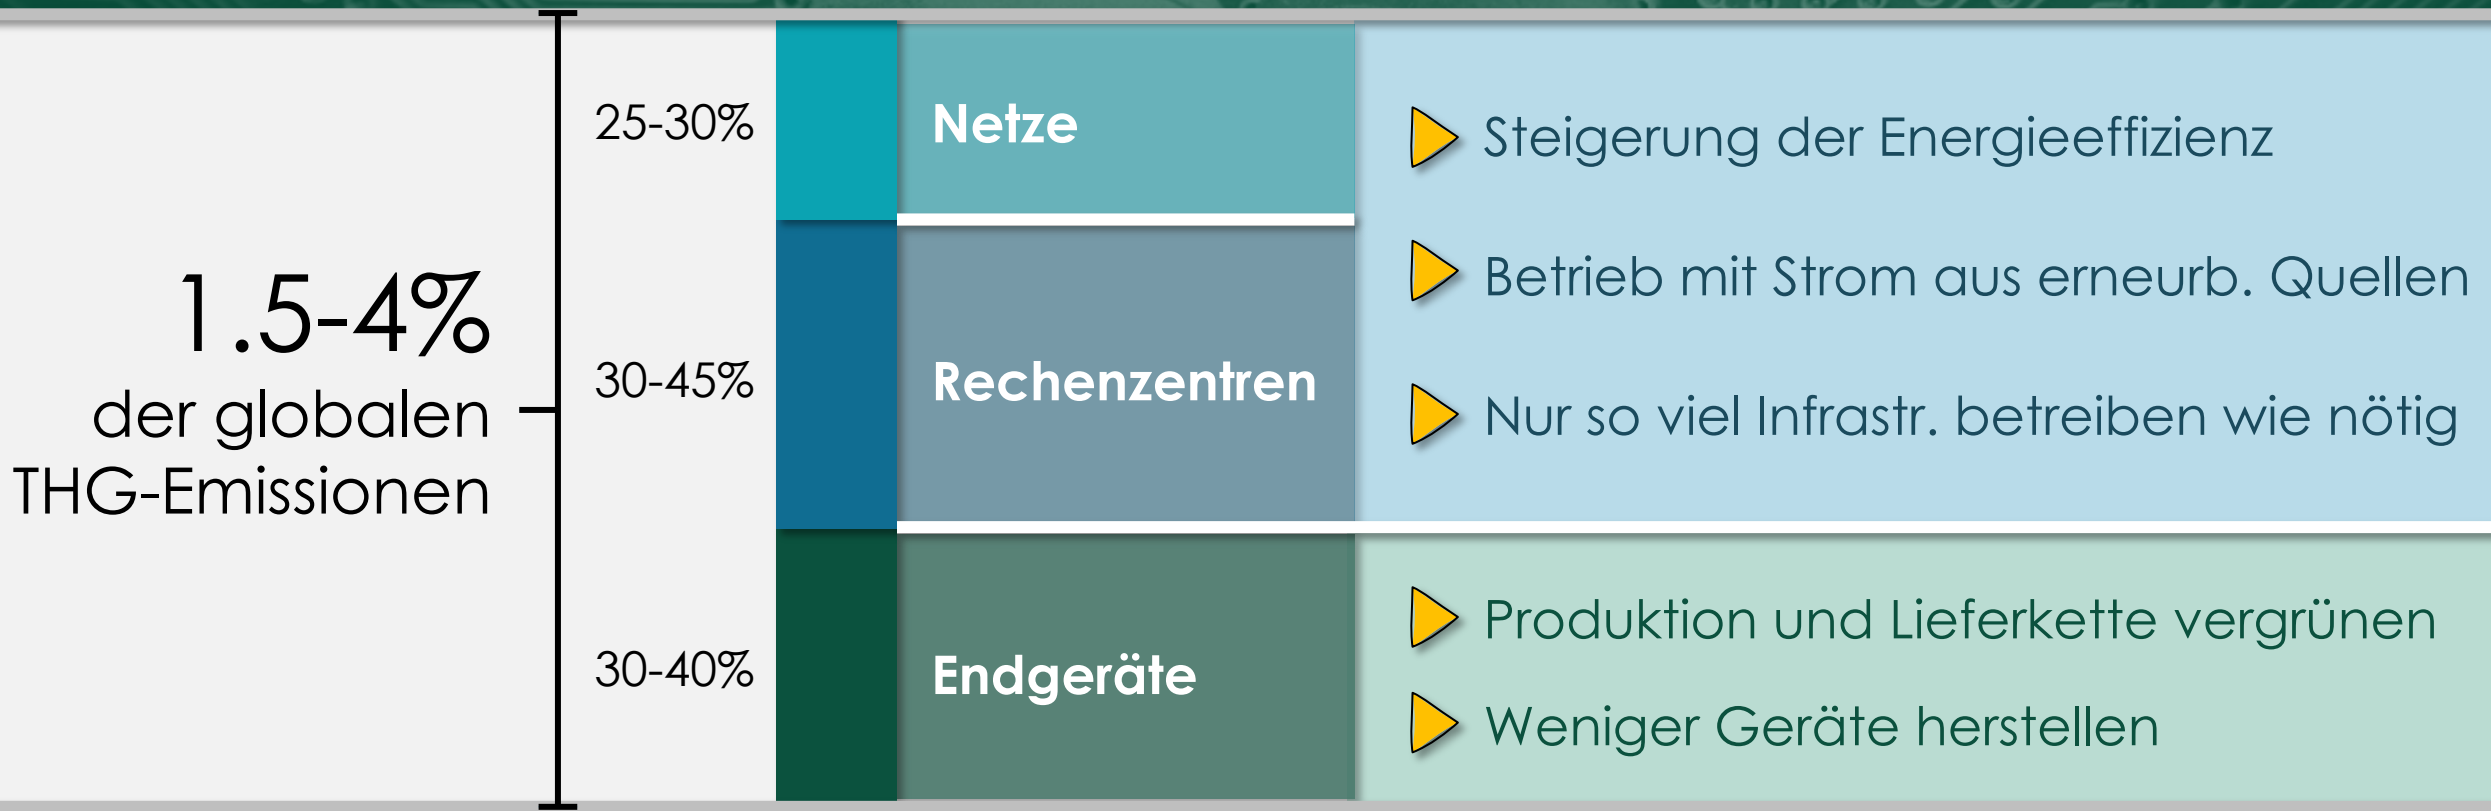 1.5-4%
der globalen
THG-Emissionen
25-30%
Netze
30-45%
Rechenzentren
30-40%
Endgeräte
Steigerung der Energieeffizienz
Betrieb mit Strom aus erneurb. Quellen
Nur so viel Infrastr. betreiben wie nötig
Produktion und Lieferkette vergrünen
Weniger Geräte herstellen